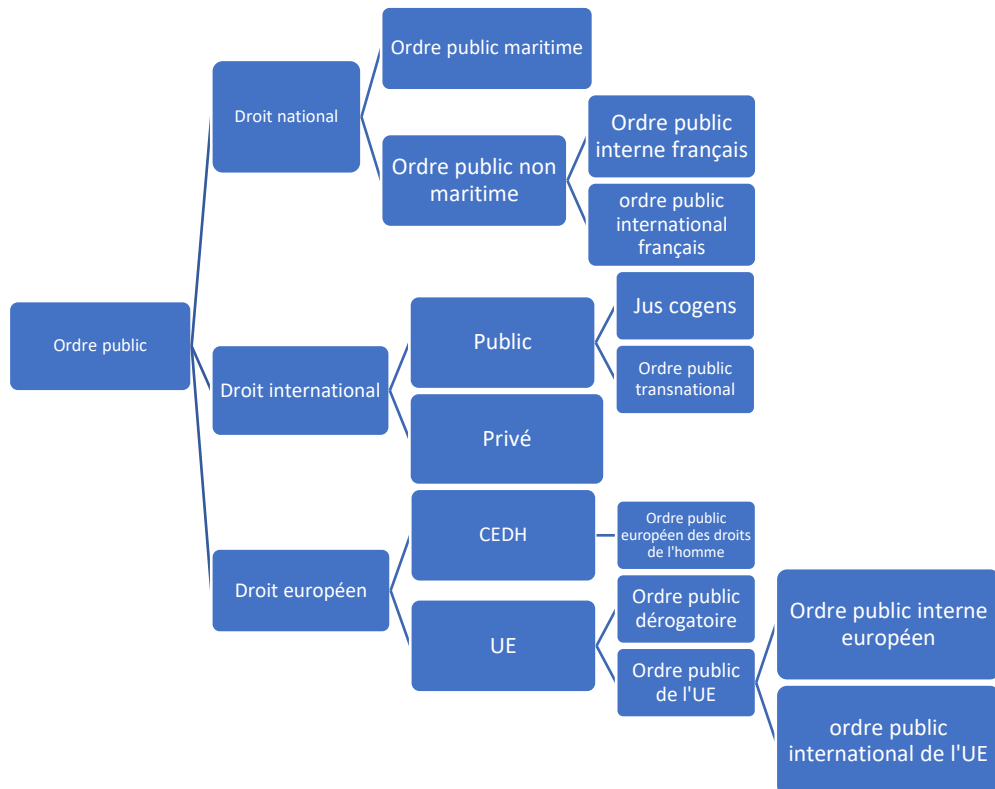 Ordre public
Droit national
Ordre public maritime
Ordre public non
maritime
Ordre public
interne français
ordre public
international
français
Droit international
Public
Jus cogens
Ordre public
transnational
Privé
Droit européen
CEDH
Ordre public
européen des droits
de l'homme
UE
Ordre public
dérogatoire
Ordre public
de l'UE
Ordre public interne
européen
ordre public
international de l'UE